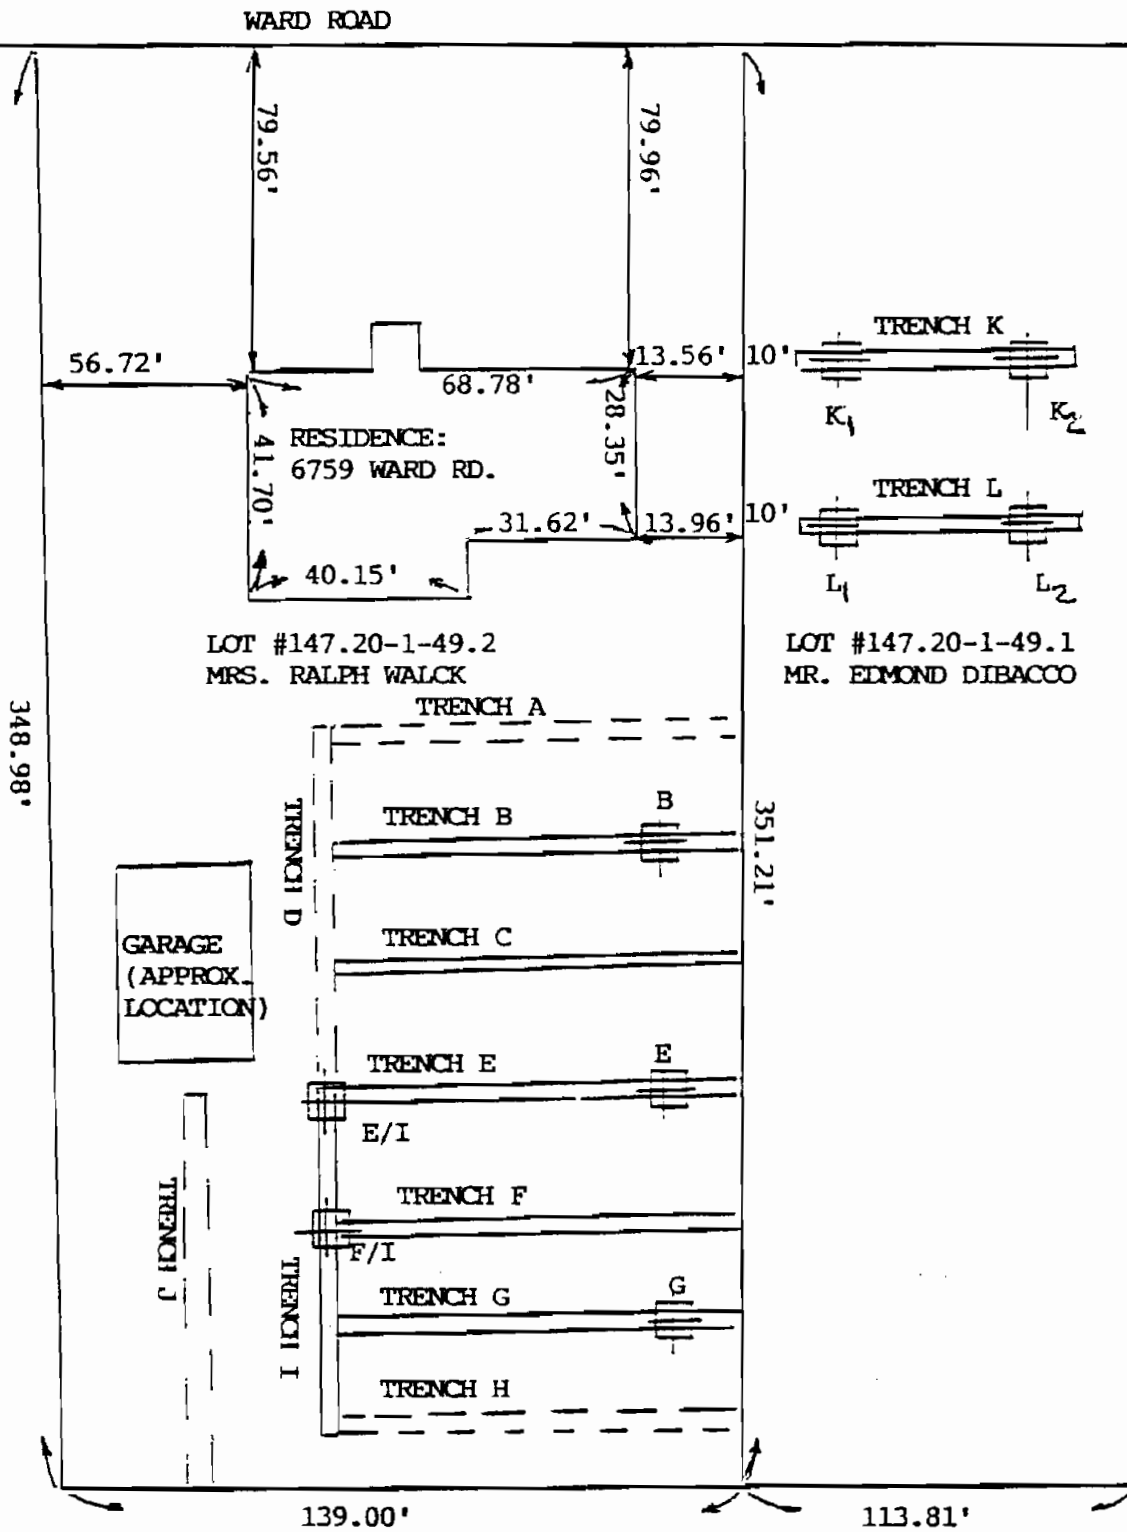 WARD ROAD
79.56'
79.96'
TRENCH K
56.72'
68.78'
13.56'
10'
K1
K2
RESIDENCE:
6759 WARD RD.
41.70'
28.35'
TRENCH L
31.62'
13.96'
10'
40.15'
L1
L2
LOT #147.20-1-49.2
MRS. RALPH WALCK
LOT #147.20-1-49.1
MR. EDMOND DIBACCO
348.98'
TRENCH A
TRENCH D
TRENCH B
B
351.21'
GARAGE
(APPROX.
LOCATION)
TRENCH C
TRENCH E
E
E/I
TRENCH J
TRENCH F
F/I
TRENCH I
TRENCH G
G
TRENCH H
139.00'
113.81'